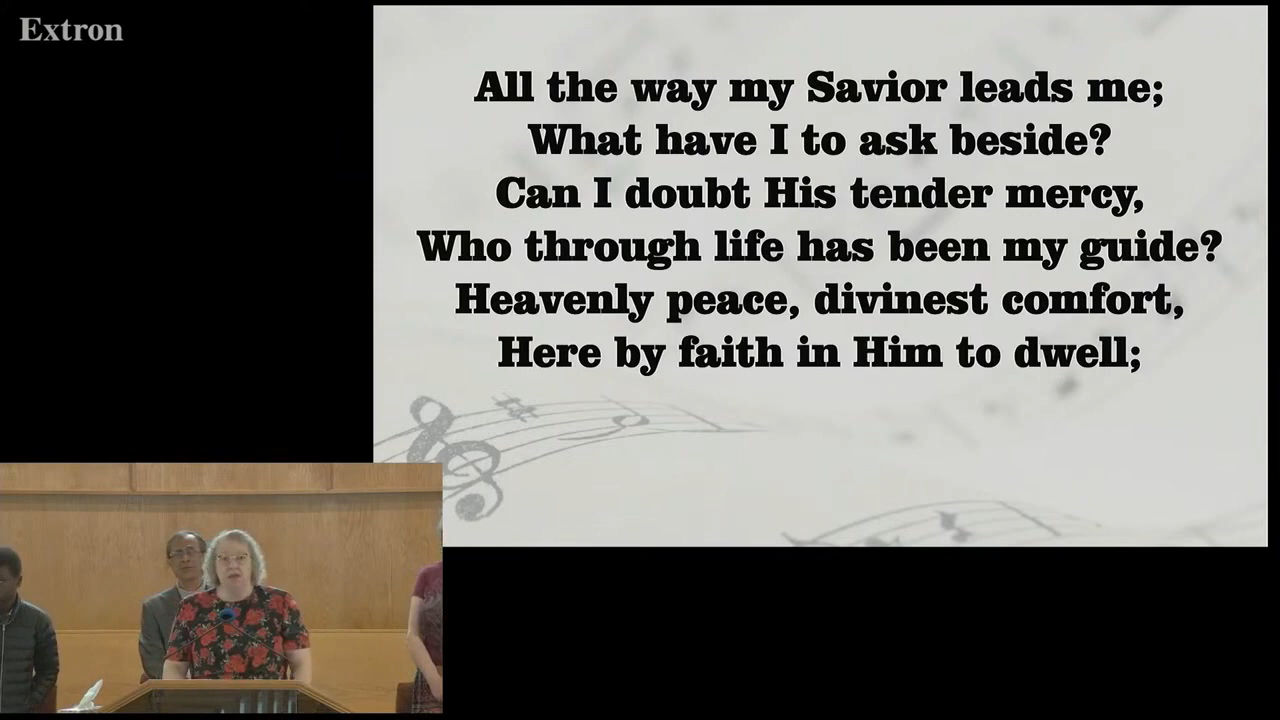 Extron
All the way my Savior leads me;
What have I to ask beside?
Can I doubt His tender mercy,
Who through life has been my guide?
Heavenly peace, divinest comfort,
Here by faith in Him to dwell;